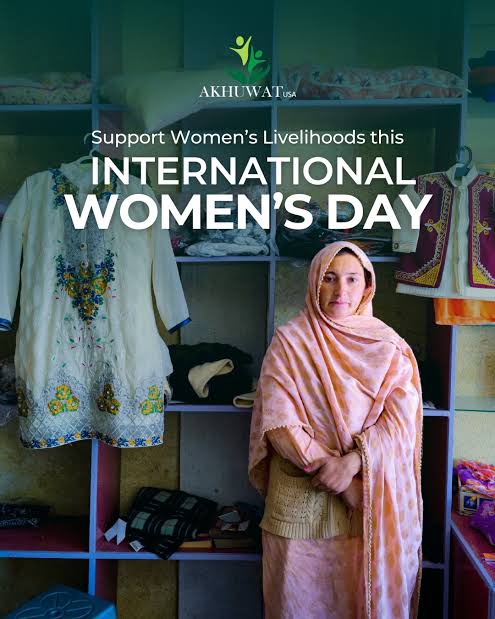 AKHUWAT USA
Support Women's Livelihoods this
INTERNATIONAL
WOMEN'S DAY